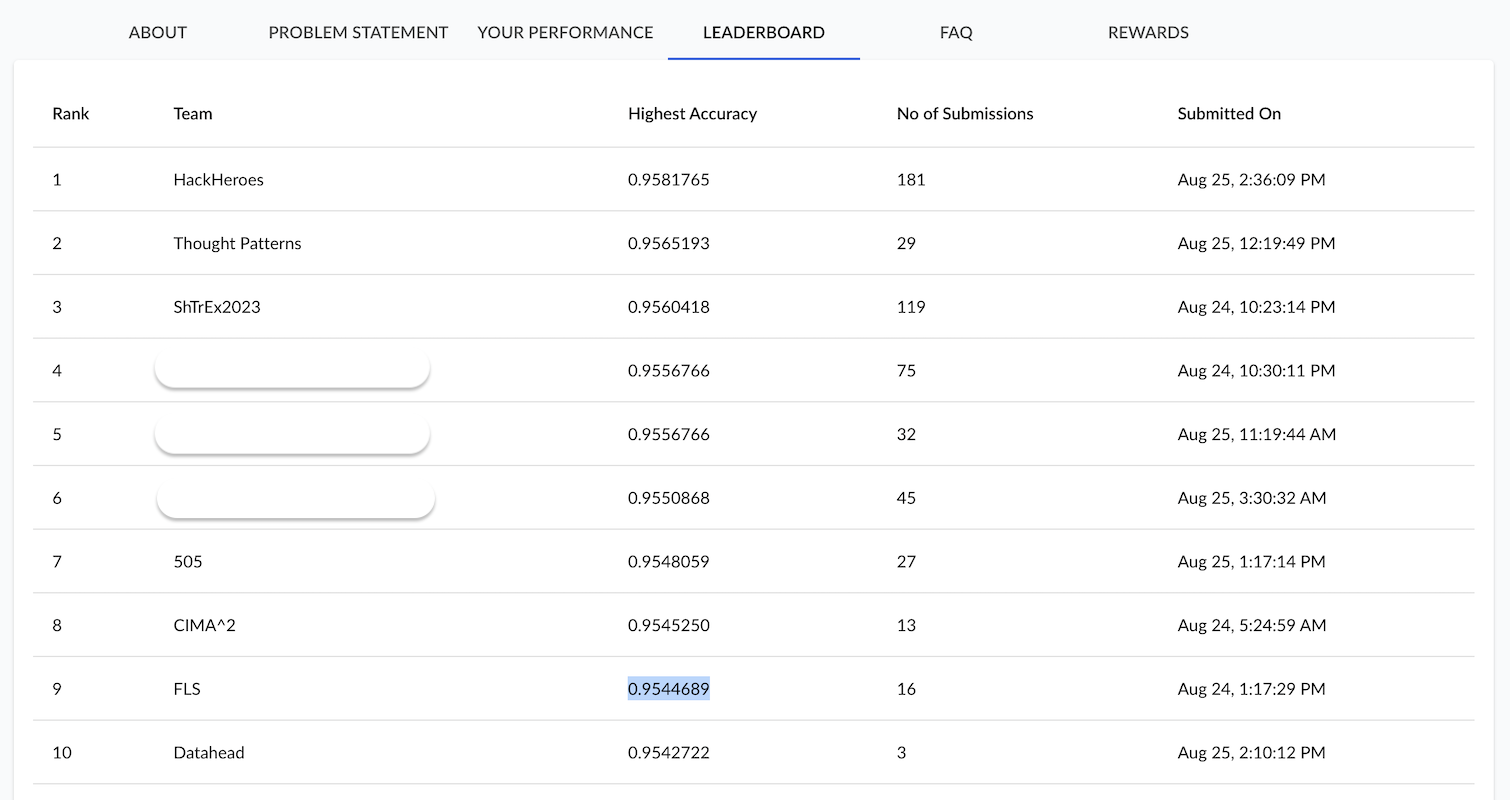 ABOUT PROBLEM STATEMENT YOUR PERFORMANCE LEADERBOARD FAQ REWARDS
Rank Team Highest Accuracy No of Submissions Submitted On
1 HackHeroes 0.9581765 181 Aug 25, 2:36:09 PM
2 Thought Patterns 0.9565193 29 Aug 25, 12:19:49 PM
3 ShTrEx2023 0.9560418 119 Aug 24, 10:23:14 PM
4 0.9556766 75 Aug 24, 10:30:11 PM
5 0.9556766 32 Aug 25, 11:19:44 AM
6 0.9550868 45 Aug 25, 3:30:32 AM
7 505 0.9548059 27 Aug 25, 1:17:14 PM
8 CIMA^2 0.9545250 13 Aug 24, 5:24:59 AM
9 FLS 0.9544689 16 Aug 24, 1:17:29 PM
10 Datahead 0.9542722 3 Aug 25, 2:10:12 PM